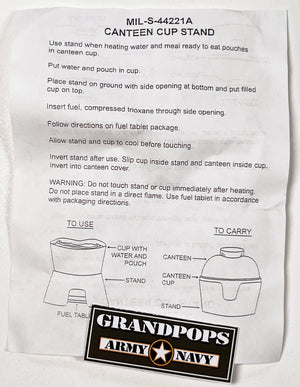 MIL-S-44221A
CANTEEN CUP STAND
Use stand when heating water and meal ready to eat pouches
in canteen cup.
Put water and pouch in cup.
Place stand on ground with side opening at bottom and put filled
cup on top.
Insert fuel, compressed trioxane through side opening.
Follow directions on fuel tablet package.
Allow stand and cup to cool before touching.
Invert stand after use. Slip cup inside stand and canteen inside cup.
Invert into canteen cover.
WARNING: Do not touch stand or cup immediately after heating.
Do not place stand in a direct flame. Use fuel tablet in accordance
with packaging directions.
TO USE
CUP WITH
WATER AND
POUCH
STAND
FUEL TABL
TO CARRY
CANTEEN
CANTEEN
CUP
STAND
GRANDPOPS
ARMY NAVY